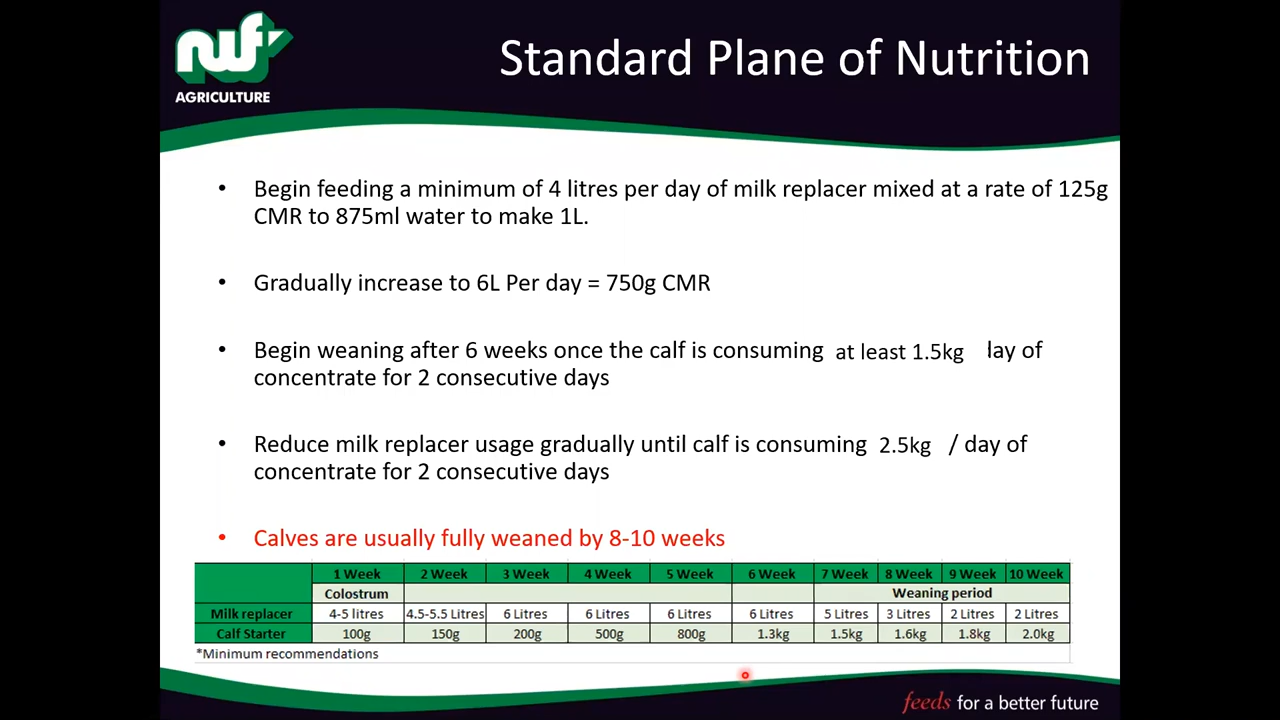 nwf
AGRICULTURE
Standard Plane of Nutrition
• Begin feeding a minimum of 4 litres per day of milk replacer mixed at a rate of 125g
CMR to 875ml water to make 1L.
• Gradually increase to 6L Per day = 750g CMR
• Begin weaning after 6 weeks once the calf is consuming at least 1.5kg lay of
concentrate for 2 consecutive days
• Reduce milk replacer usage gradually until calf is consuming 2.5kg / day of
concentrate for 2 consecutive days
• Calves are usually fully weaned by 8-10 weeks
1 Week 2 Week 3 Week 4 Week 5 Week 6 Week 7 Week 8 Week 9 Week 10 Week
Colostrum Weaning period
Milk replacer 4-5 litres 4.5-5.5 Litres 6 Litres 6 Litres 6 Litres 6 Litres 5 Litres 3 Litres 2 Litres 2 Litres
Calf Starter 100g 150g 200g 500g 800g 1.3kg 1.5kg 1.6kg 1.8kg 2.0kg
*Minimum recommendations
feeds for a better future